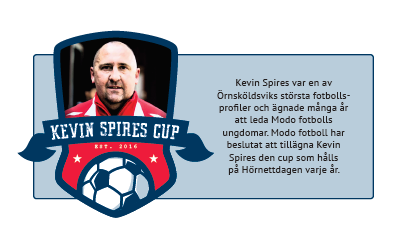 KEVIN SPIRES CUP
EST. 2016
Kevin Spires var en av
Örnsköldsviks största fotbolls-
profiler och ägnade många år
att leda Modo fotbolls
ungdomar. Modo fotboll har
beslutat att tillägna Kevin
Spires den cup som hålls
på Hörnettdagen varje år.